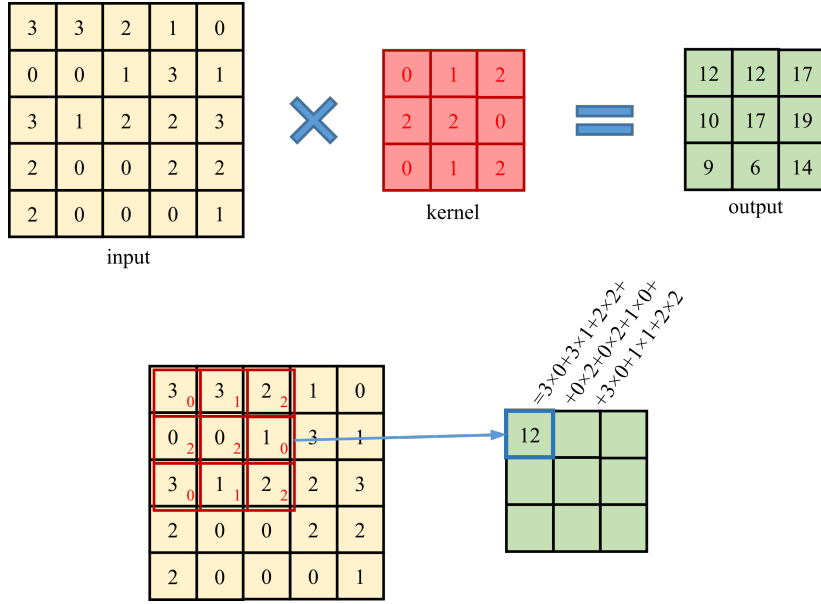 3 3 2 1 0
0 0 1 3 1
3 1 2 2 3
2 0 0 2 2
2 0 0 0 1
input
0 1 2
2 2 0
0 1 2
kernel
12 12 17
10 17 19
9 6 14
output
3 0 3 1 2 2 1 0
0 2 0 2 1 0 3 1
3 0 1 1 2 2 2 3
2 0 0 2 2
2 0 0 0 1
=3×0+3×1+2×2+
+0×2+0×2+1×0+
+3×0+1×1+2×2
12